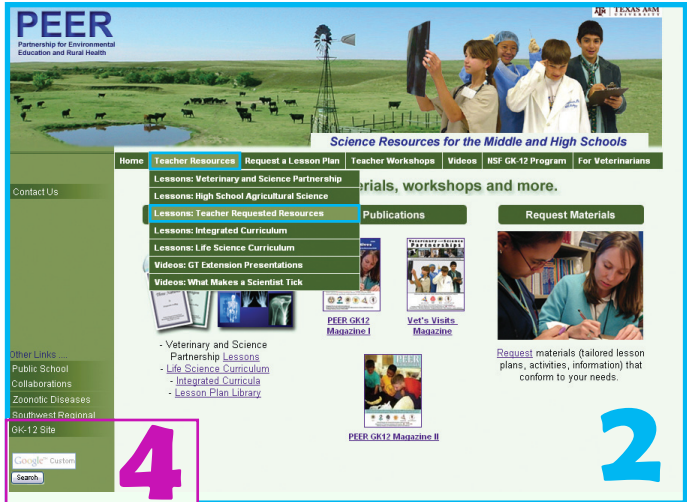 PEER
Partnership for Environmental
Education and Rural Health
TEXAS A&M
UNIVERSITY
Science Resources for the Middle and High Schools
Home Teacher Resources Request a Lesson Plan Teacher Workshops Videos NSF GK-12 Program For Veterinarians
Lessons: Veterinary and Science Partnership
Lessons: High School Agricultural Science
Lessons: Teacher Requested Resources
Lessons: Integrated Curriculum
Lessons: Life Science Curriculum
Videos: GT Extension Presentations
Videos: What Makes a Scientist Tick
Contact Us
erials, workshops and more.
Publications
Request Materials
Veterinary and Science
Partnerships
PEER GK12
Magazine I
Vet's Visits
Magazine
- Veterinary and Science
Partnership Lessons
- Life Science Curriculum
- Integrated Curricula
- Lesson Plan Library
PEER
PEER GK12 Magazine II
Request materials (tailored lesson
plans, activities, information) that
conform to your needs.
Other Links ....
Public School
Collaborations
Zoonotic Diseases
Southwest Regional
GK-12 Site
Google™ Custom
Search
4
2